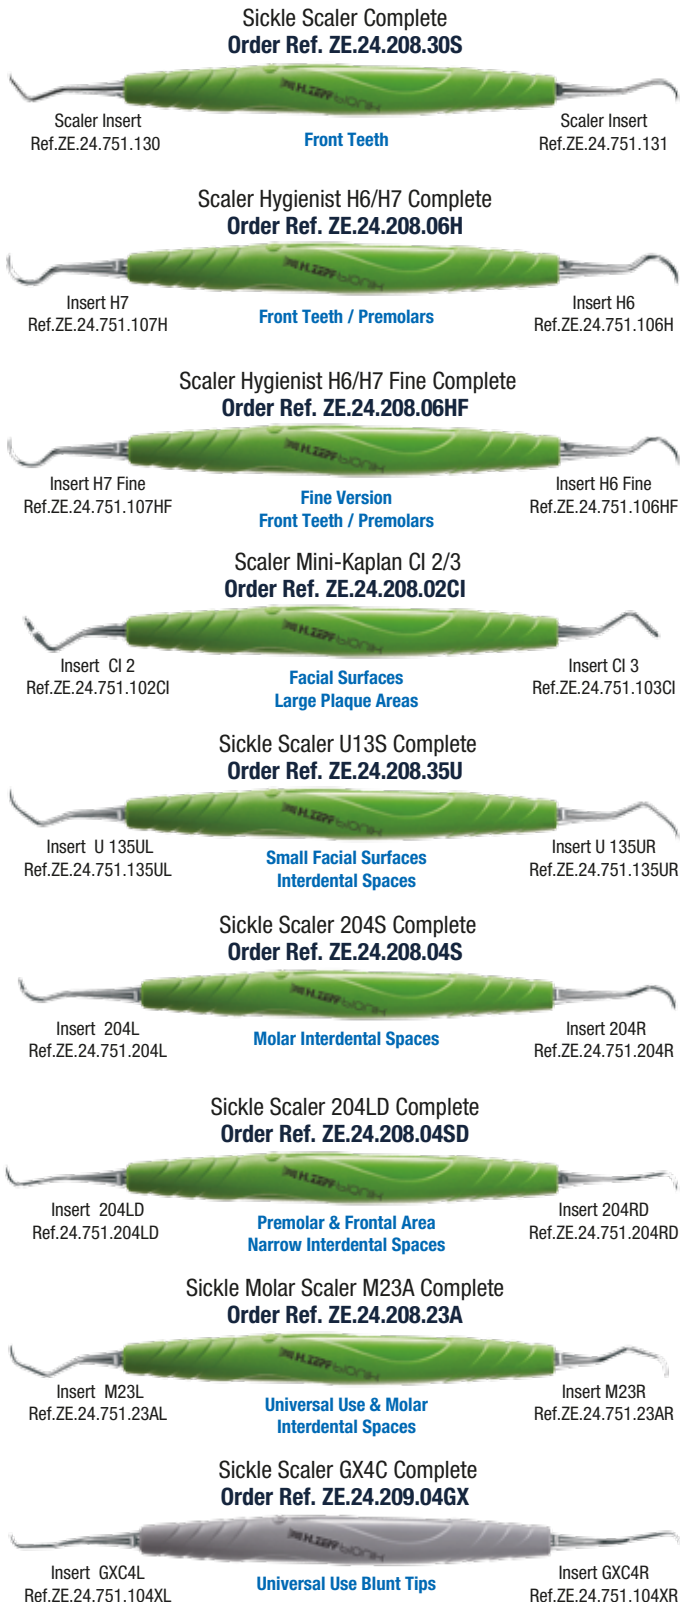 Sickle Scaler Complete
Order Ref. ZE.24.208.30S
Scaler Insert
Ref.ZE.24.751.130
Front Teeth
Scaler Insert
Ref.ZE.24.751.131
Scaler Hygienist H6/H7 Complete
Order Ref. ZE.24.208.06H
Insert H7
Ref.ZE.24.751.107H
Front Teeth / Premolars
Insert H6
Ref.ZE.24.751.106H
Scaler Hygienist H6/H7 Fine Complete
Order Ref. ZE.24.208.06HF
Insert H7 Fine
Ref.ZE.24.751.107HF
Fine Version
Front Teeth / Premolars
Insert H6 Fine
Ref.ZE.24.751.106HF
Scaler Mini-Kaplan CI 2/3
Order Ref. ZE.24.208.02CI
Insert CI 2
Ref.ZE.24.751.102CI
Facial Surfaces
Large Plaque Areas
Insert CI 3
Ref.ZE.24.751.103CI
Sickle Scaler U13S Complete
Order Ref. ZE.24.208.35U
Insert U 135UL
Ref.ZE.24.751.135UL
Small Facial Surfaces
Interdental Spaces
Insert U 135UR
Ref.ZE.24.751.135UR
Sickle Scaler 204S Complete
Order Ref. ZE.24.208.04S
Insert 204L
Ref.ZE.24.751.204L
Molar Interdental Spaces
Insert 204R
Ref.ZE.24.751.204R
Sickle Scaler 204LD Complete
Order Ref. ZE.24.208.04SD
Insert 204LD
Ref.24.751.204LD
Premolar & Frontal Area
Narrow Interdental Spaces
Insert 204RD
Ref.ZE.24.751.204RD
Sickle Molar Scaler M23A Complete
Order Ref. ZE.24.208.23A
Insert M23L
Ref.ZE.24.751.23AL
Universal Use & Molar
Interdental Spaces
Insert M23R
Ref.ZE.24.751.23AR
Sickle Scaler GX4C Complete
Order Ref. ZE.24.209.04GX
Insert GXC4L
Ref.ZE.24.751.104XL
Universal Use Blunt Tips
Insert GXC4R
Ref.ZE.24.751.104XR